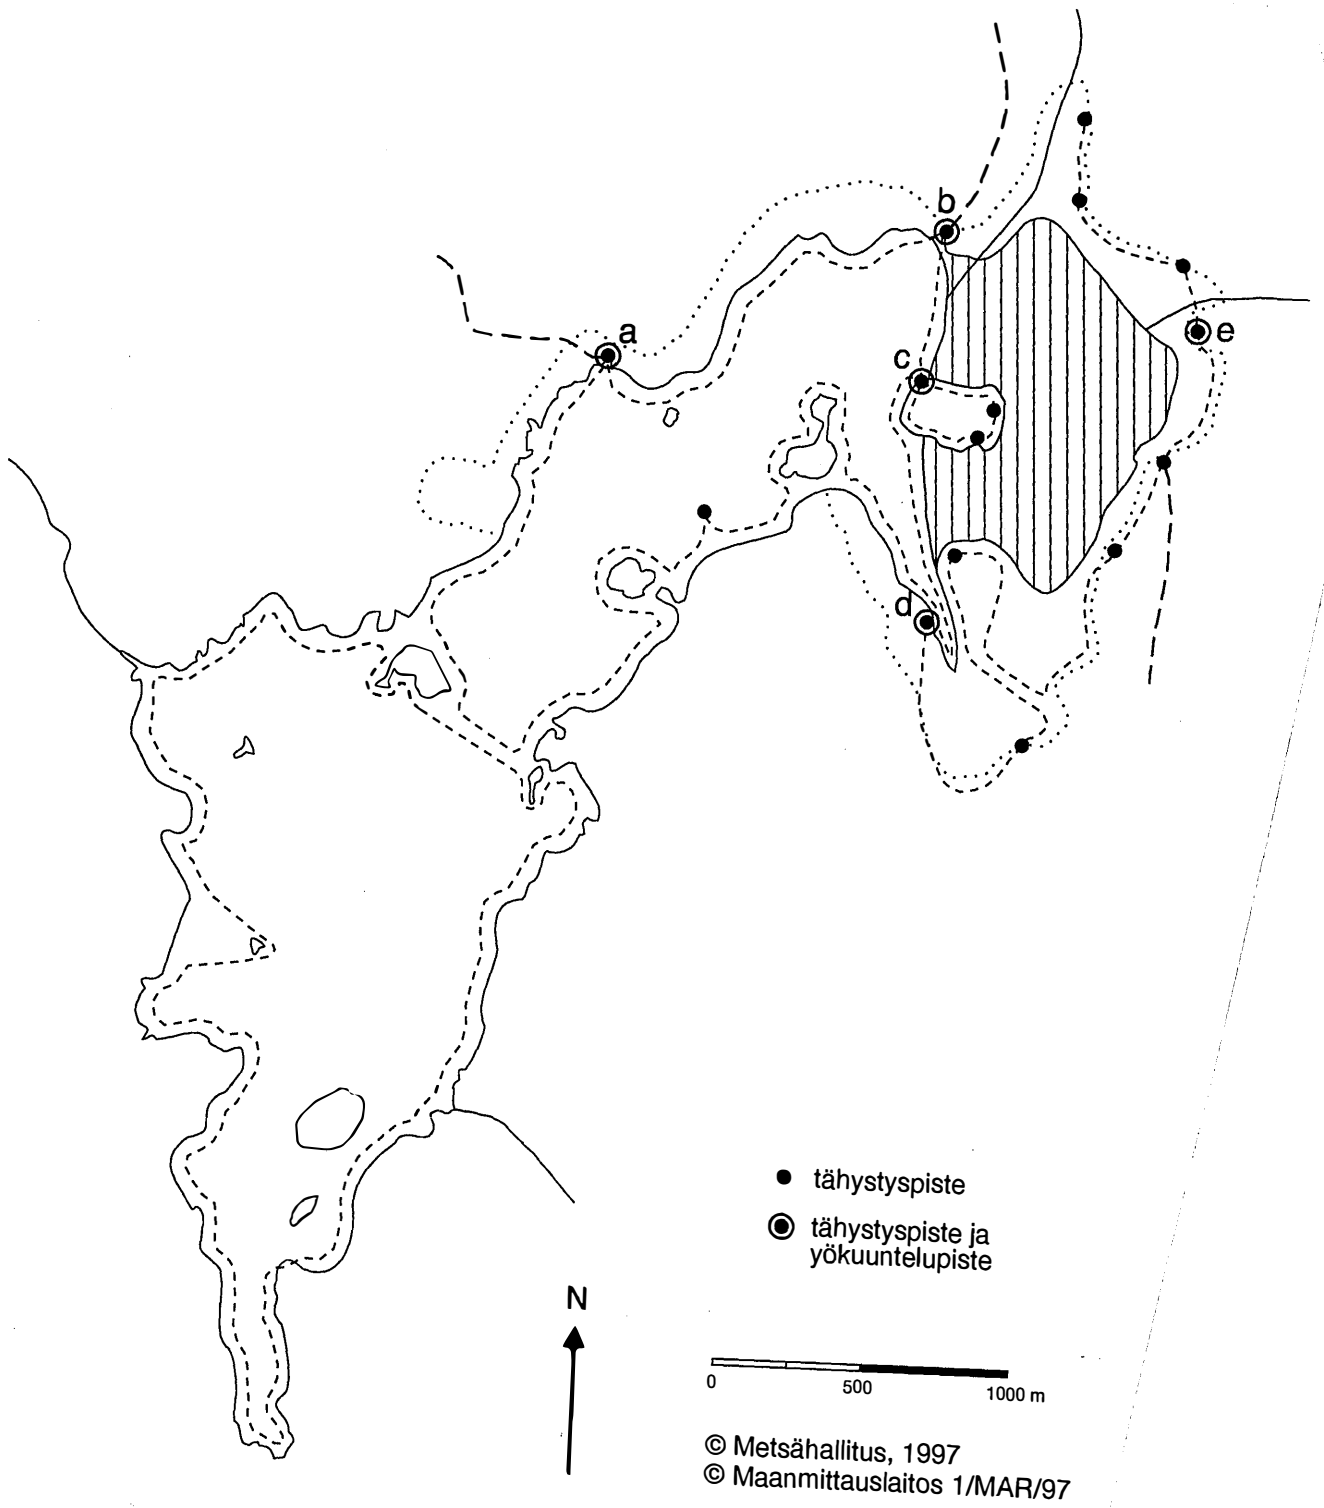 b
a
e
c
d
tähystyspiste
tähystyspiste ja
yökuuntelupiste
N
0 500 1000 m
© Metsähallitus, 1997
© Maanmittauslaitos 1/MAR/97